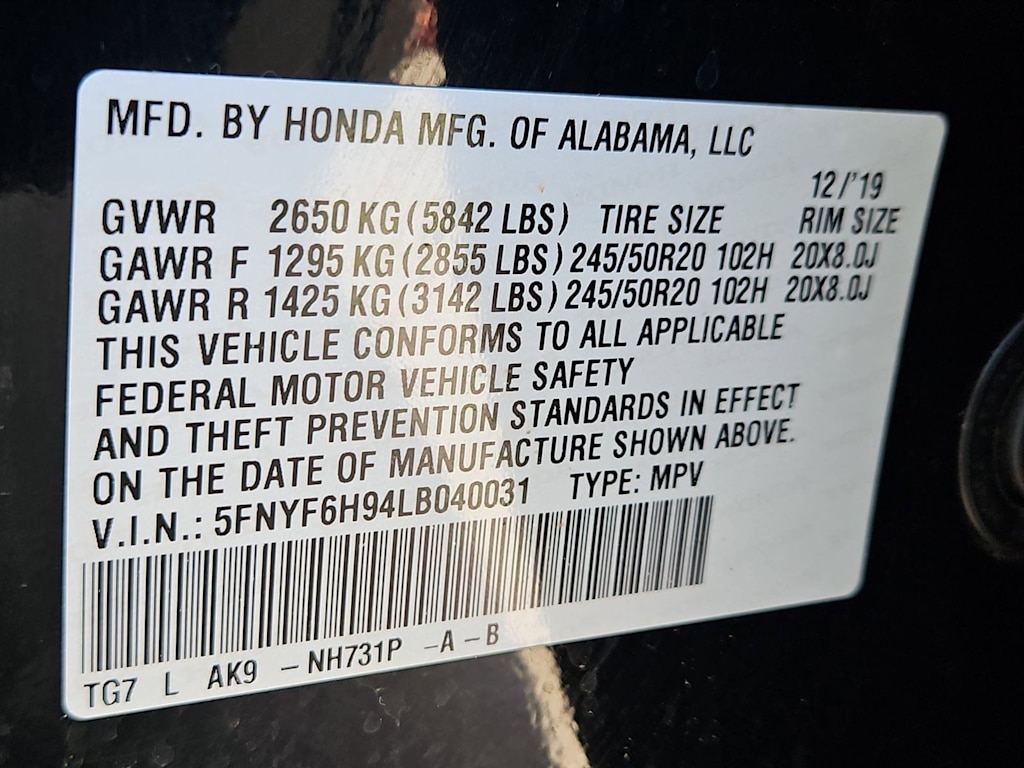 MFD. BY HONDA MFG. OF ALABAMA, LLC
12/'19
GVWR 2650 KG (5842 LBS) TIRE SIZE RIM SIZE
GAWR F 1295 KG (2855 LBS) 245/50R20 102H 20X8.0J
GAWR R 1425 KG (3142 LBS) 245/50R20 102H 20X8.0J
THIS VEHICLE CONFORMS TO ALL APPLICABLE
FEDERAL MOTOR VEHICLE SAFETY
AND THEFT PREVENTION STANDARDS IN EFFECT
ON THE DATE OF MANUFACTURE SHOWN ABOVE.
V.I.N.: 5FNYF6H94LB040031 TYPE: MPV
TG7 L AK9 - NH731P - A - B